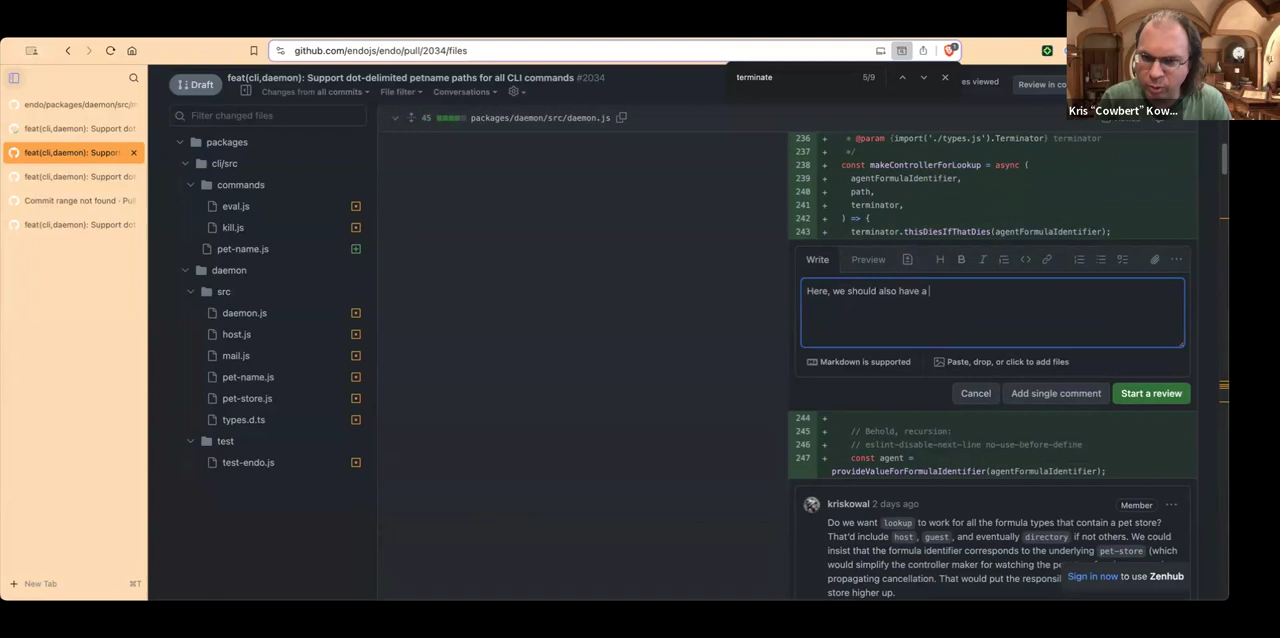 github.com/endojs/endo/pull/2034/files
Kris “Cowbert” Kow...
Draft
feat(cli,daemon): Support dot-delimited petname paths for all CLI commands #2034
Changes from all commits
File filter
Conversations
terminate
5/9
es viewed
Review in co
endo/packages/daemon/src/m
feat(cli,daemon): Support dot
feat(cli,daemon): Suppor
feat(cli,daemon): Support dot
Commit range not found · Pull
feat(cli,daemon): Support dot
New Tab
⌘T
Filter changed files
packages
cli/src
commands
eval.js
kill.js
pet-name.js
daemon
src
daemon.js
host.js
mail.js
pet-name.js
pet-store.js
types.d.ts
test
test-endo.js
45
packages/daemon/src/daemon.js
236 + * @param {import('./types.js').Terminator} terminator
237 + */
238 + const makeControllerForLookup = async (
239 + agentFormulaIdentifier,
240 + path,
241 + terminator,
242 + ) => {
243 + terminator.thisDiesIfThatDies(agentFormulaIdentifier);
Write
Preview
Here, we should also have a
Markdown is supported
Paste, drop, or click to add files
Cancel
Add single comment
Start a review
244 +
245 + // Behold, recursion:
246 + // eslint-disable-next-line no-use-before-define
247 + const agent =
provideValueForFormulaIdentifier(agentFormulaIdentifier);
kriskowal 2 days ago
Member
Do we want lookup to work for all the formula types that contain a pet store?
That’d include host, guest, and eventually directory if not others. We could
insist that the formula identifier corresponds to the underlying pet-store (which
would simplify the controller maker for watching the pe
propagating cancellation. That would put the responsi
store higher up.
Sign in now to use Zenhub